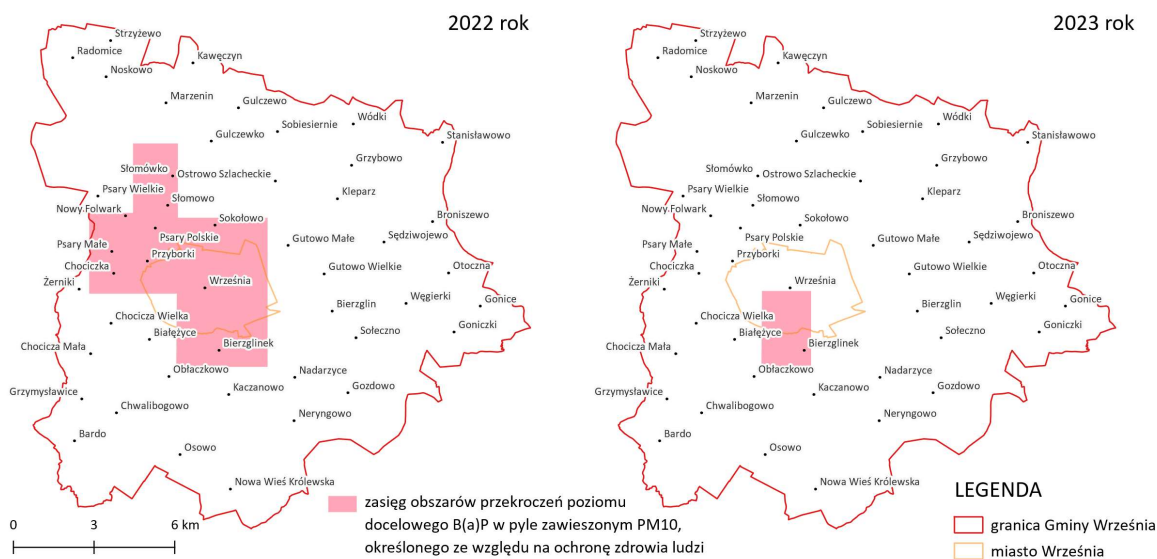 2022 rok
Strzyżewo
Radomice
Kawęczyn
Noskowo
Marzenin
Gulczewo
Wódki
Sobiesiernie
Gulczewko
Stanisławowo
Grzybowo
Słomówko
Ostrowo Szlacheckie
Psary Wielkie
Kleparz
Słomowo
Nowy Folwark
Sokołowo
Broniszewo
Psary Polskie
Sędziwojewo
Psary Małe
Gutowo Małe
Przyborki
Chociczka
Gutowo Wielkie
Otoczna
Żerniki
Września
Węgierki
Gonice
Bierzglin
Chocicza Wielka
Goniczki
Białężyce
Sołeczno
Chocicza Mała
Bierzglinek
Obłaczkowo
Nadarzyce
Kaczanowo
Gozdowo
Grzymysławice
Chwalibogowo
Neryngowo
Bardo
Osowo
Nowa Wieś Królewska
0 3 6 km
2023 rok
Strzyżewo
Radomice
Kawęczyn
Noskowo
Marzenin
Gulczewo
Wódki
Sobiesiernie
Gulczewko
Stanisławowo
Grzybowo
Słomówko
Ostrowo Szlacheckie
Psary Wielkie
Kleparz
Słomowo
Nowy Folwark
Sokołowo
Broniszewo
Psary Polskie
Sędziwojewo
Psary Małe
Gutowo Małe
Przyborki
Chociczka
Gutowo Wielkie
Otoczna
Żerniki
Września
Węgierki
Gonice
Bierzglin
Chocicza Wielka
Goniczki
Białężyce
Sołeczno
Chocicza Mała
Bierzglinek
Obłaczkowo
Nadarzyce
Kaczanowo
Gozdowo
Grzymysławice
Chwalibogowo
Neryngowo
Bardo
Osowo
Nowa Wieś Królewska
zasięg obszarów przekroczeń poziomu
docelowego B(a)P w pyle zawieszonym PM10,
określonego ze względu na ochronę zdrowia ludzi
LEGENDA
granica Gminy Września
miasto Września